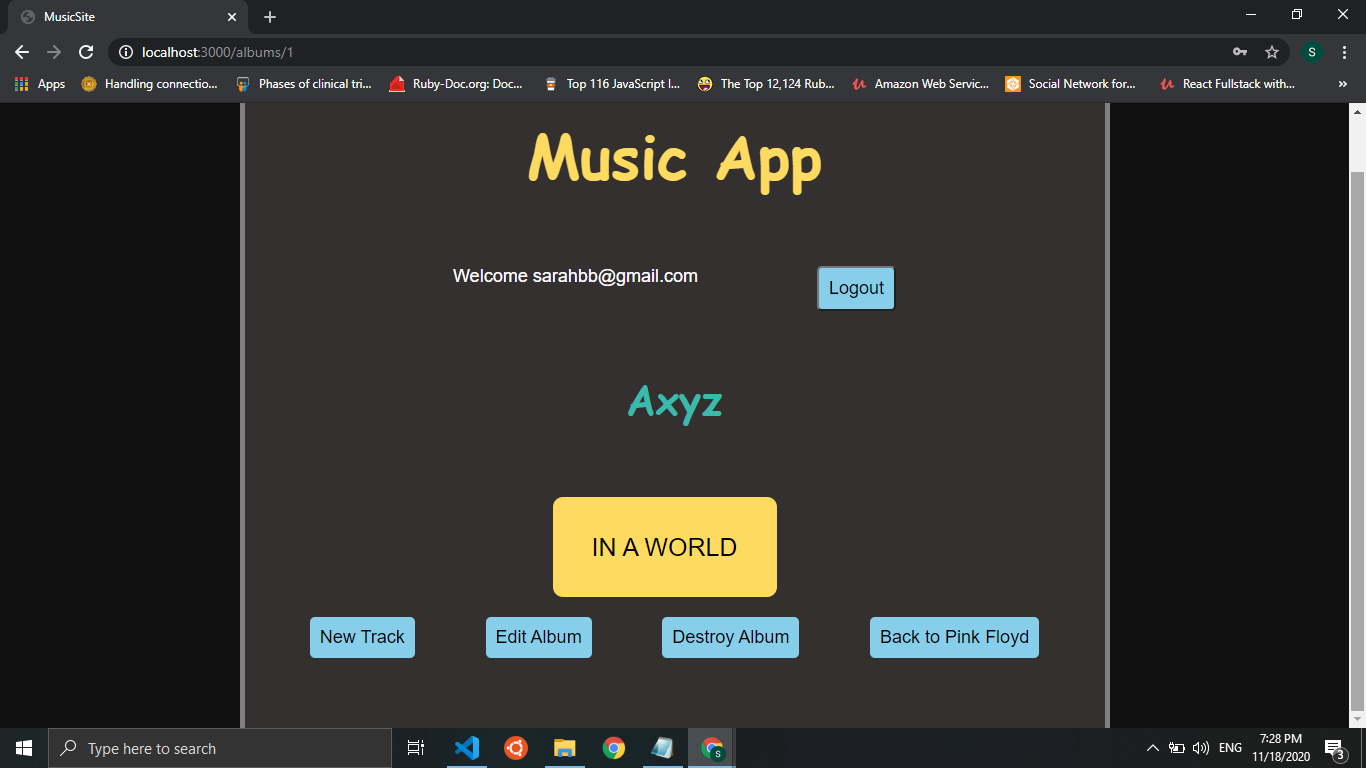 MusicSite
localhost:3000/albums/1
S
Apps
Handling connectio...
Phases of clinical tri...
Ruby-Doc.org: Doc...
Top 116 JavaScript I...
The Top 12,124 Rub...
Amazon Web Servic...
Social Network for...
React Fullstack with...
»
Music App
Welcome sarahbb@gmail.com
Logout
Axyz
IN A WORLD
New Track
Edit Album
Destroy Album
Back to Pink Floyd
Type here to search
S
ENG
7:28 PM
11/18/2020
3